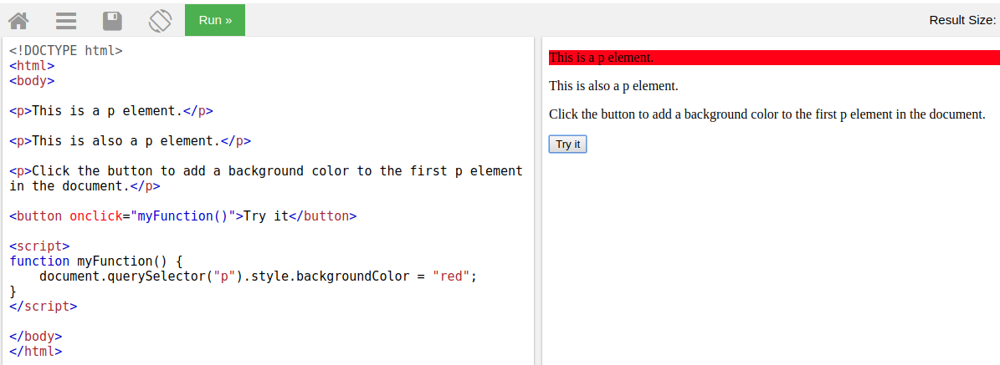 Run » Result Size:
<!DOCTYPE html>
<html>
<body>
<p>This is a p element.</p>
<p>This is also a p element.</p>
<p>Click the button to add a background color to the first p element
in the document.</p>
<button onclick="myFunction()">Try it</button>
<script>
function myFunction() {
    document.querySelector("p").style.backgroundColor = "red";
}
</script>
</body>
</html>
This is a p element.
This is also a p element.
Click the button to add a background color to the first p element in the document.
Try it